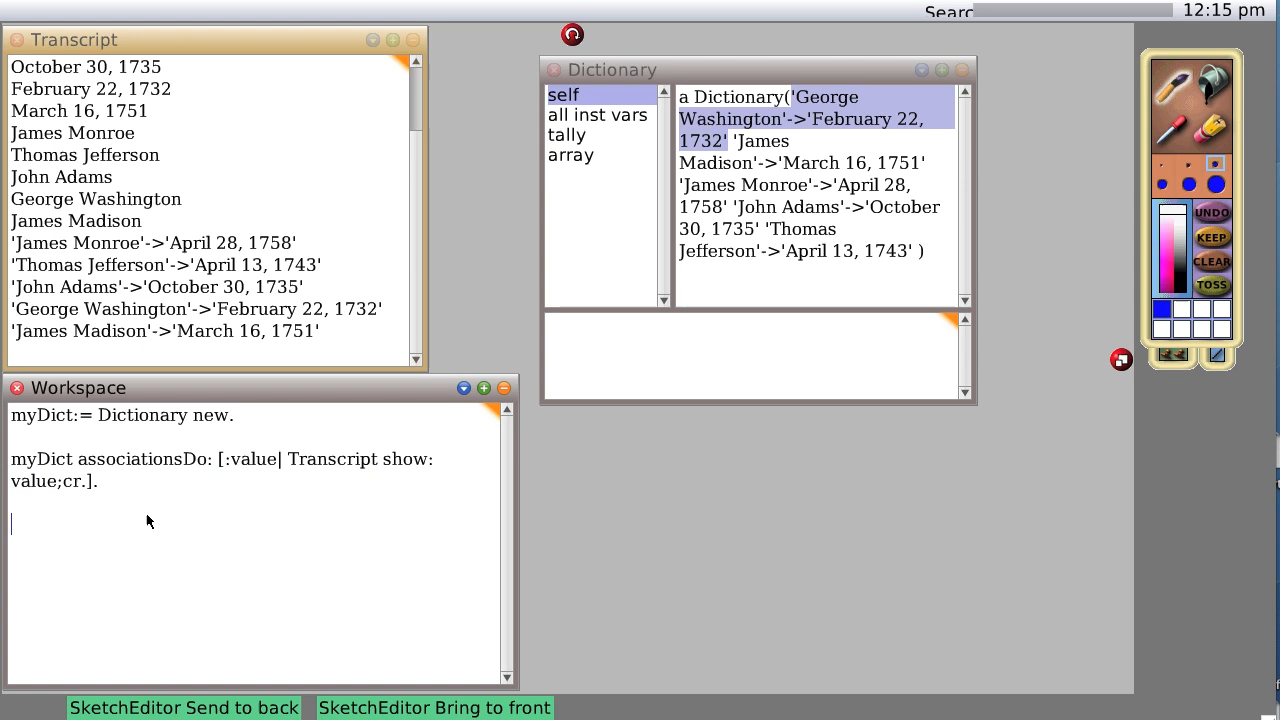 Searc
12:15 pm
Transcript
October 30, 1735
February 22, 1732
March 16, 1751
James Monroe
Thomas Jefferson
John Adams
George Washington
James Madison
'James Monroe'->'April 28, 1758'
'Thomas Jefferson'->'April 13, 1743'
'John Adams'->'October 30, 1735'
'George Washington'->'February 22, 1732'
'James Madison'->'March 16, 1751'
Workspace
myDict:= Dictionary new.
myDict associationsDo: [:value| Transcript show:
value;cr.].
Dictionary
self
all inst vars
tally
array
a Dictionary('George
Washington'->'February 22,
1732' 'James
Madison'->'March 16, 1751'
'James Monroe'->'April 28,
1758' 'John Adams'->'October
30, 1735' 'Thomas
Jefferson'->'April 13, 1743' )
UNDO
KEEP
CLEAR
TOSS
SketchEditor Send to back
SketchEditor Bring to front